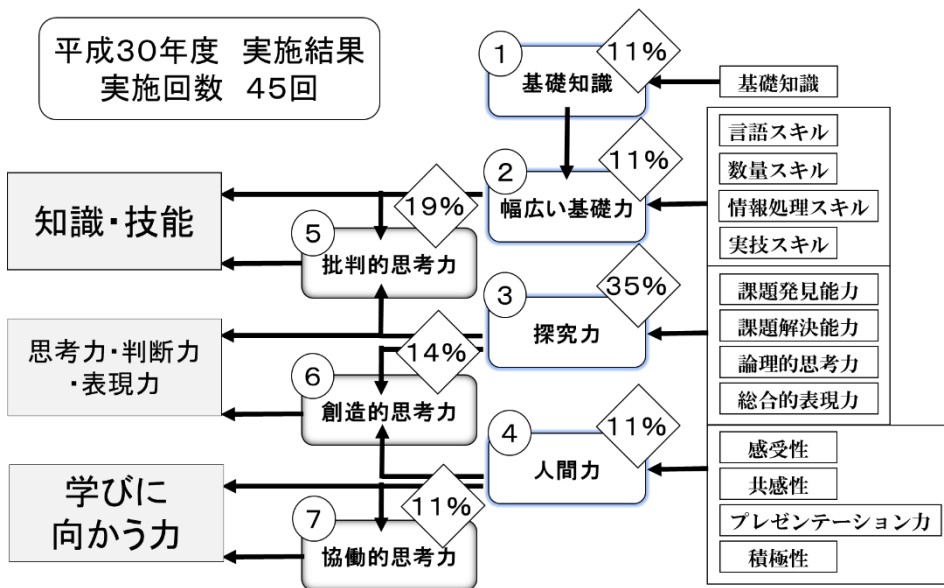 平成30年度 実施結果
実施回数 45回
①
11%
基礎知識
基礎知識
②
11%
幅広い基礎力
言語スキル
数量スキル
情報処理スキル
実技スキル
知識・技能
⑤
19%
批判的思考力
③
35%
探究力
課題発見能力
課題解決能力
論理的思考力
総合的表現力
思考力・判断力
・表現力
⑥
14%
創造的思考力
④
11%
人間力
感受性
共感性
プレゼンテーション力
積極性
学びに
向かう力
⑦
11%
協働的思考力